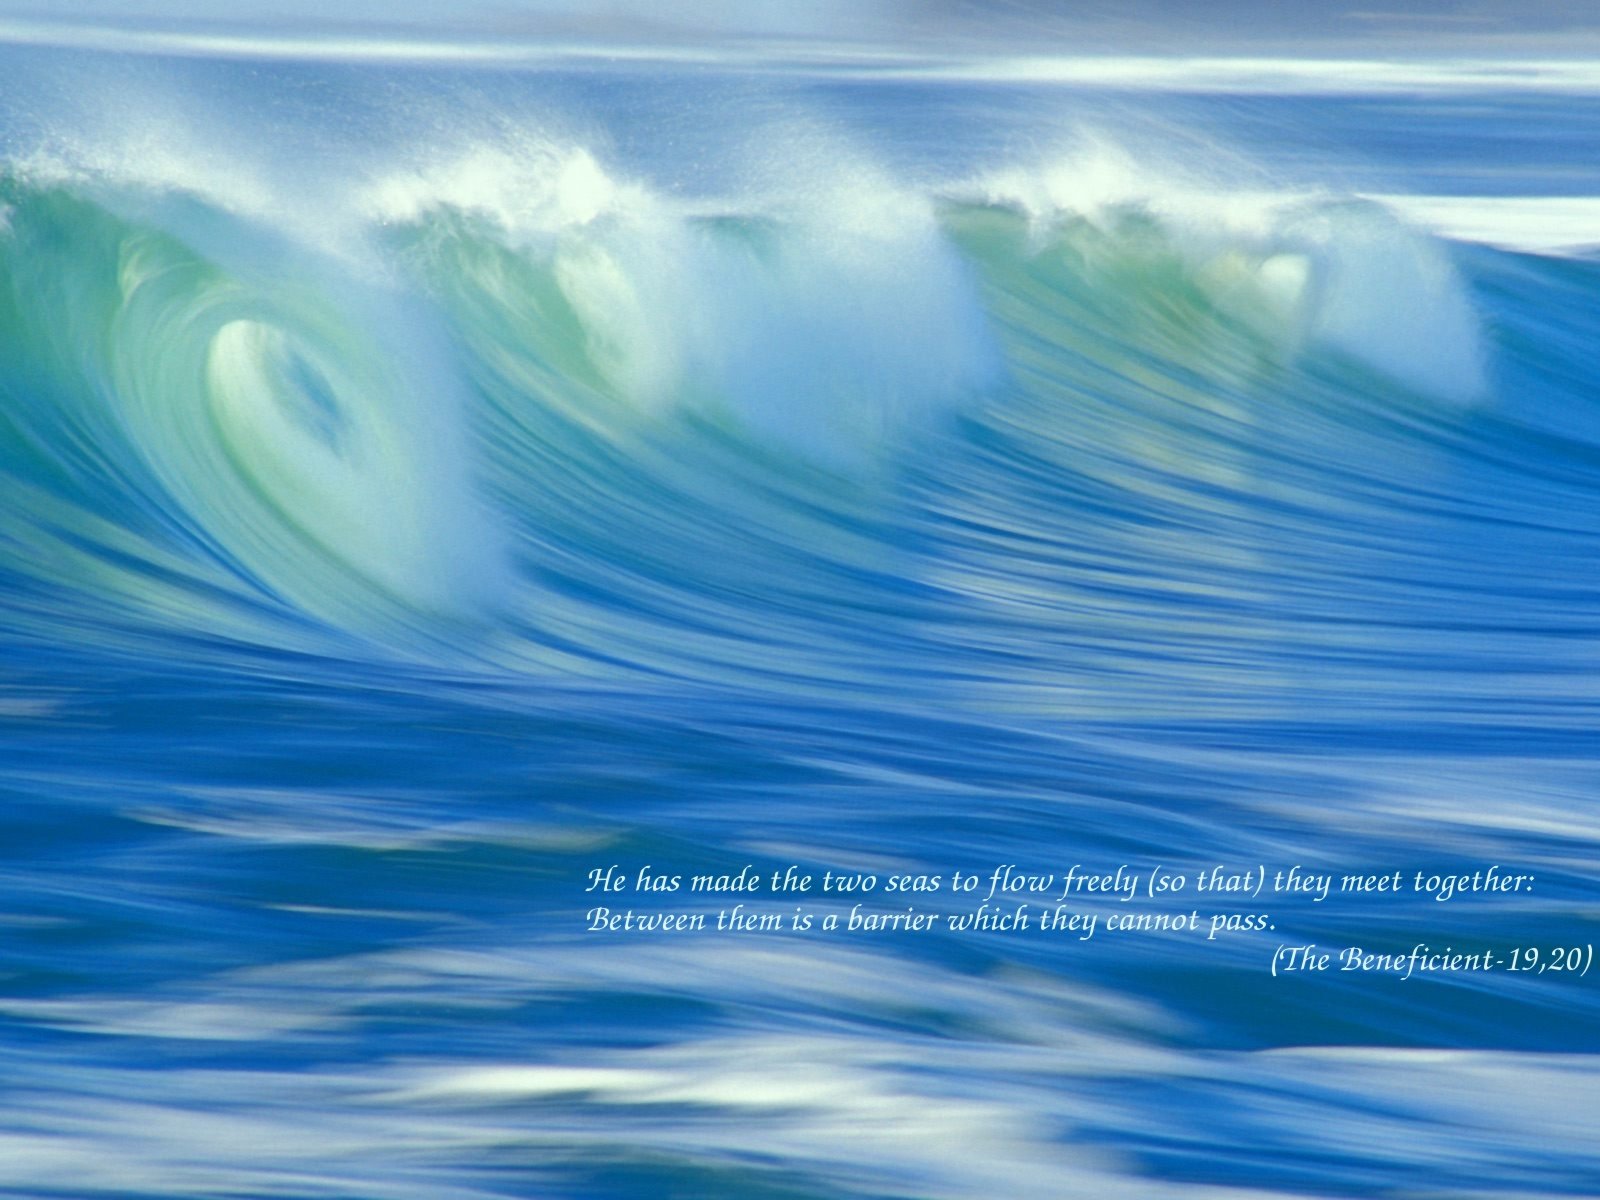 He has made the two seas to flow freely (so that) they meet together:
Between them is a barrier which they cannot pass.
(The Beneficient-19,20)